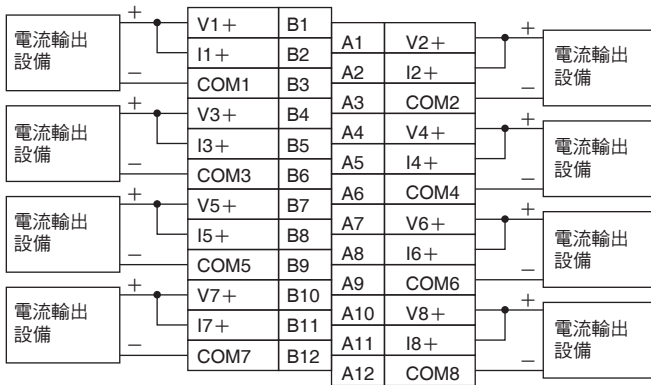 + V1+ B1
電流輸出
設備
I1+ B2
− COM1 B3
+ V3+ B4
電流輸出
設備
I3+ B5
− COM3 B6
+ V5+ B7
電流輸出
設備
I5+ B8
− COM5 B9
+ V7+ B10
電流輸出
設備
I7+ B11
− COM7 B12
A1 V2+ +
電流輸出
設備
A2 I2+
A3 COM2 −
A4 V4+ +
電流輸出
設備
A5 I4+
A6 COM4 −
A7 V6+ +
電流輸出
設備
A8 I6+
A9 COM6 −
A10 V8+ +
電流輸出
設備
A11 I8+
A12 COM8 −